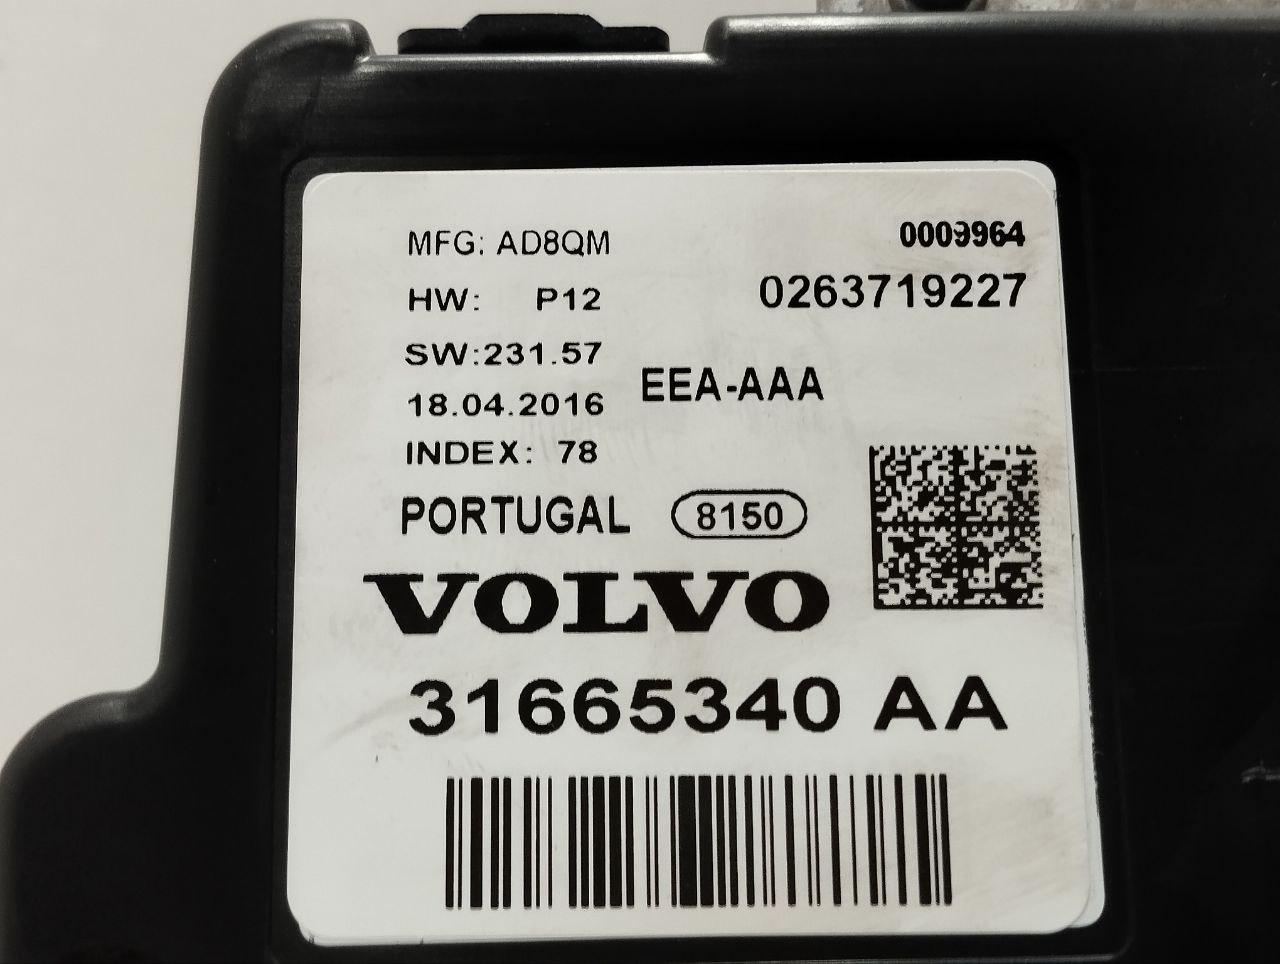 MFG: AD8QM
0009964
HW: P12
0263719227
SW:231.57
EEA-AAA
18.04.2016
INDEX: 78
PORTUGAL 8150
VOLVO
31665340 AA